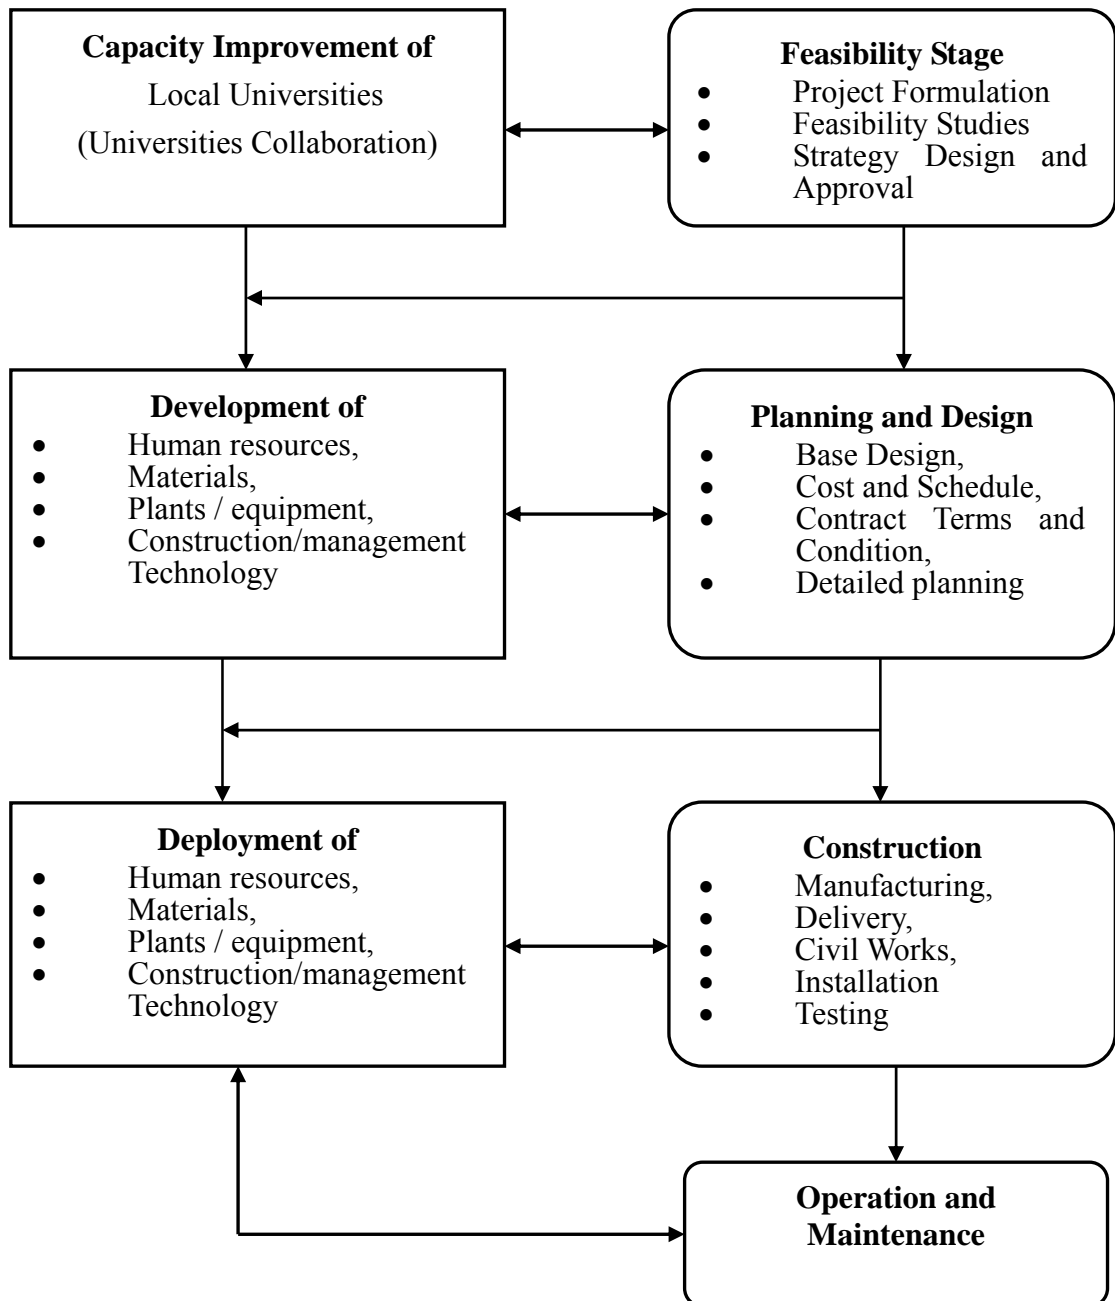 Capacity Improvement of
Local Universities
(Universities Collaboration)
Feasibility Stage
• Project Formulation
• Feasibility Studies
• Strategy Design and
Approval
Development of
• Human resources,
• Materials,
• Plants / equipment,
• Construction/management
Technology
Planning and Design
• Base Design,
• Cost and Schedule,
• Contract Terms and
Condition,
• Detailed planning
Deployment of
• Human resources,
• Materials,
• Plants / equipment,
• Construction/management
Technology
Construction
• Manufacturing,
• Delivery,
• Civil Works,
• Installation
• Testing
Operation and
Maintenance